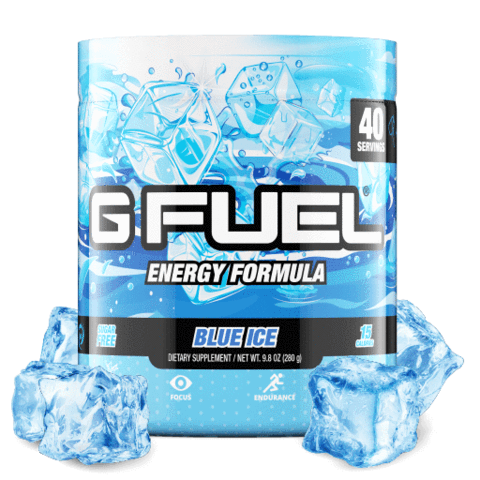 40
SERVINGS
G FUEL
ENERGY FORMULA
SUGAR
FREE
BLUE ICE
15
CALORIES
DIETARY SUPPLEMENT / NET WT. 9.8 OZ (280 g)
FOCUS
ENDURANCE